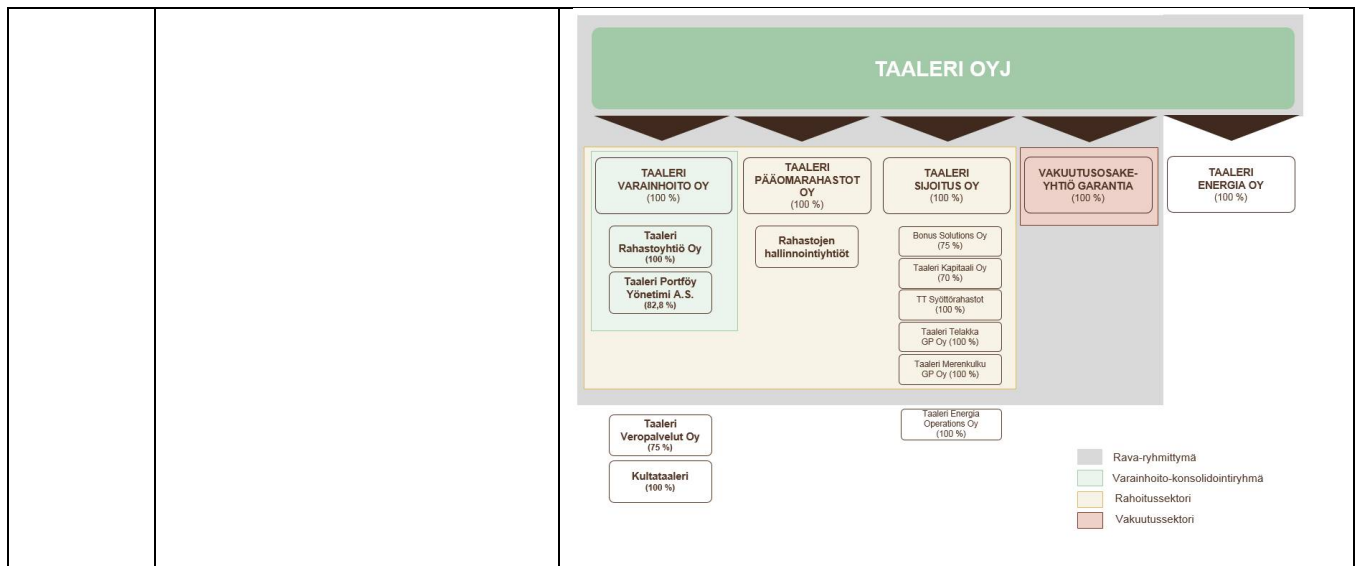 TAALERI OYJ
TAALERI
VARAINHOITO OY
(100 %)
Taaleri
Rahastoyhtiö Oy
(100 %)
Taaleri Portföy
Yönetimi A.S.
(82,8 %)
Taaleri
Veropalvelut Oy
(75 %)
Kultataaleri
(100 %)
TAALERI
PÄÄOMARAHASTOT
OY
(100 %)
Rahastojen
hallinnointiyhtiöt
TAALERI
SIJOITUS OY
(100 %)
Bonus Solutions Oy
(75 %)
Taaleri Kapitaali Oy
(70 %)
TT Syöttörahastot
(100 %)
Taaleri Telakka
GP Oy (100 %)
Taaleri Merenkulku
GP Oy (100 %)
Taaleri Energia
Operations Oy
(100 %)
VAKUUTUSOSAKE-
YHTIÖ GARANTIA
(100 %)
TAALERI
ENERGIA OY
(100 %)
Rava-ryhmittymä
Varainhoito-konsolidointiryhmä
Rahoitussektori
Vakuutussektori